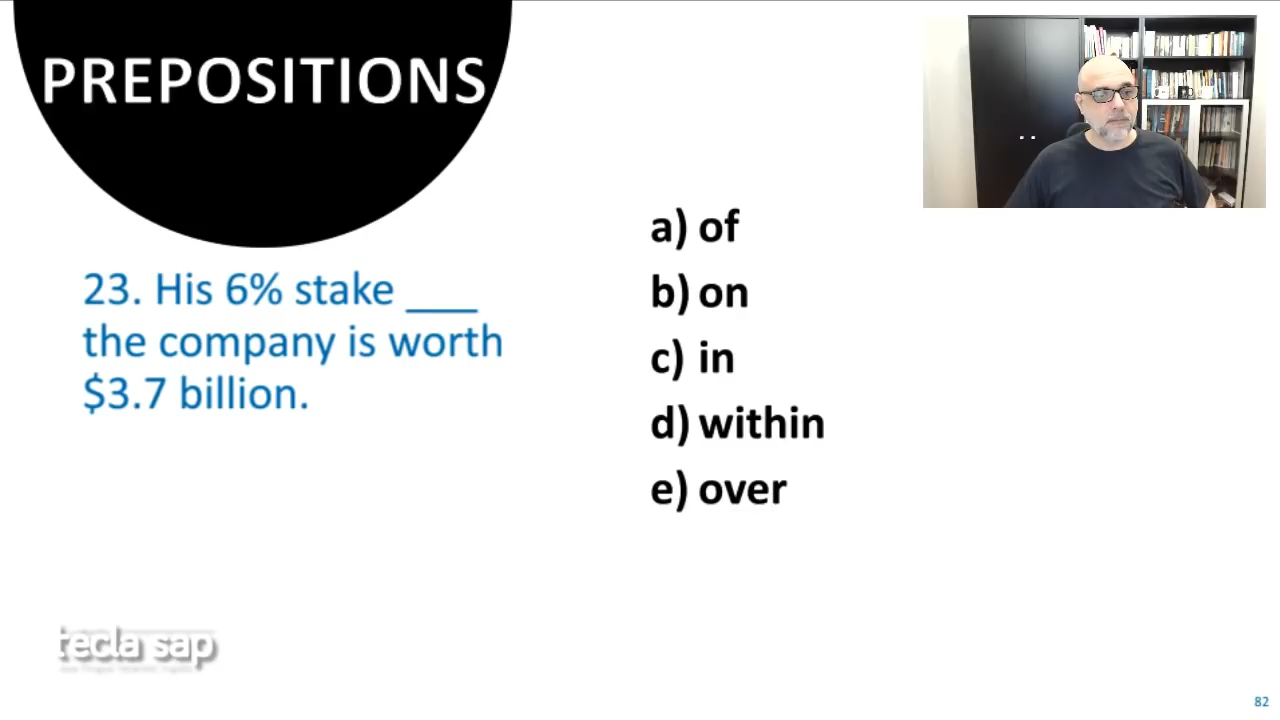 PREPOSITIONS
23. His 6% stake ___
the company is worth
$3.7 billion.
a) of
b) on
c) in
d) within
e) over
tecla sap
82